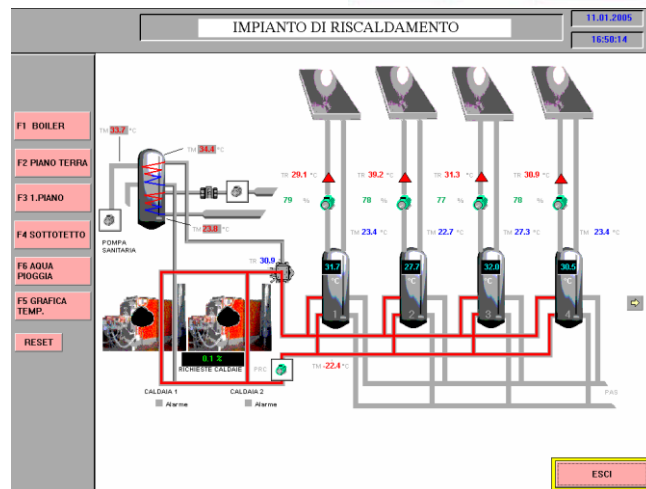 IMPIANTO DI RISCALDAMENTO
11.01.2005
16:50:14
F1 BOILER
F2 PIANO TERRA
F3 1.PIANO
F4 SOTTOTETTO
F6 AQUA
PIOGGIA
F5 GRAFICA
TEMP.
RESET
TM 33.7 °C
TM 34.4 °C
TR 29.1 °C
TR 39.2 °C
TR 31.3 °C
TR 30.9 °C
79 %
78 %
77 %
78 %
TM 23.8 °C
POMPA
SANITARIA
TM 23.4 °C
TM 22.7 °C
TM 27.3 °C
TM 23.4 °C
TR 30.9
31.7
27.7
32.0
30.5
°C
°C
°C
°C
1
2
3
4
0.1 %
RICHIESTE CALDAIE
PRC
TM -22.4 °C
PAS
CALDAIA 1
CALDAIA 2
Alarme
Alarme
ESCI